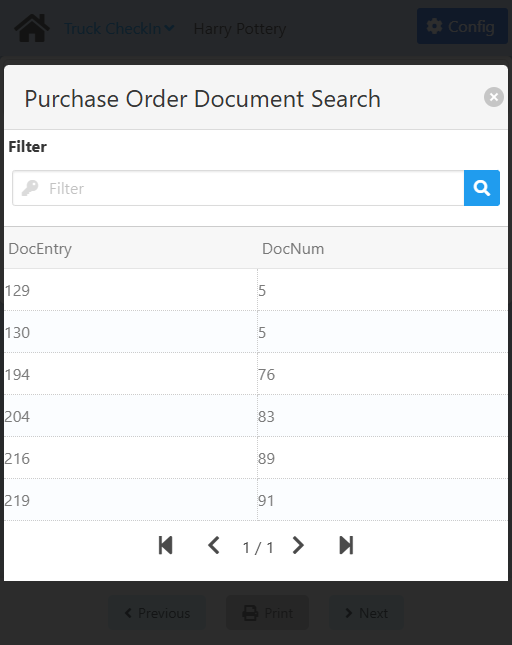 Truck CheckIn Harry Pottery Config
Purchase Order Document Search
Filter
Filter
DocEntry DocNum
129 5
130 5
194 76
204 83
216 89
219 91
1 / 1
Previous Print Next